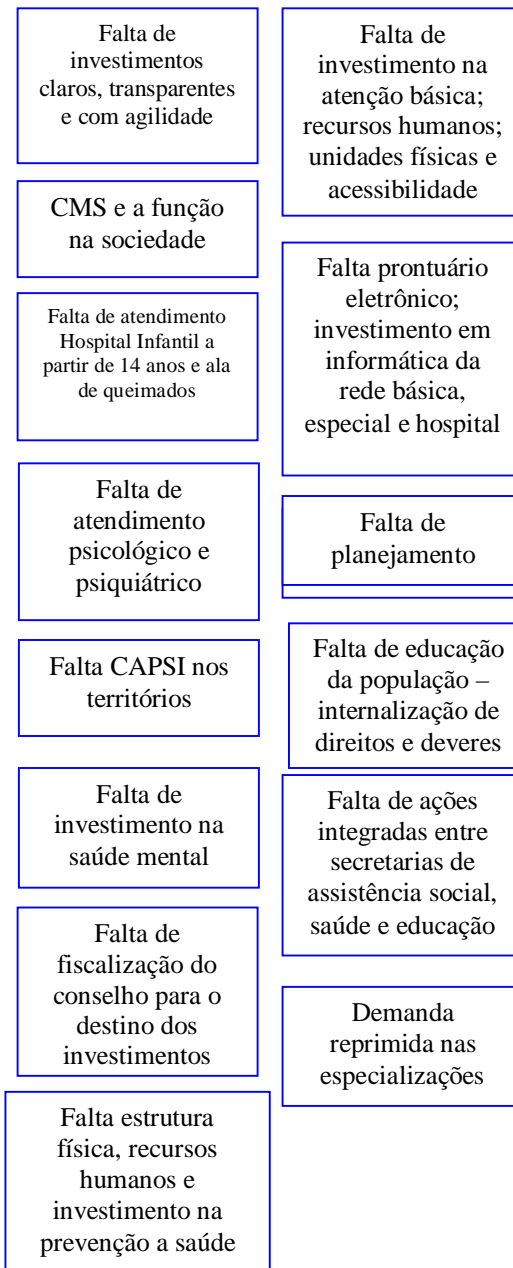 Falta de
investimentos
claros, transparentes
e com agilidade
CMS e a função
na sociedade
Falta de atendimento
Hospital Infantil a
partir de 14 anos e ala
de queimados
Falta de
atendimento
psicológico e
psiquiátrico
Falta CAPSI nos
territórios
Falta de
investimento na
saúde mental
Falta de
fiscalização do
conselho para o
destino dos
investimentos
Falta estrutura
física, recursos
humanos e
investimento na
prevenção a saúde
Falta de
investimento na
atenção básica;
recursos humanos;
unidades físicas e
acessibilidade
Falta prontuário
eletrônico;
investimento em
informática da
rede básica,
especial e hospital
Falta de
planejamento
Falta de educação
da população –
internalização de
direitos e deveres
Falta de ações
integradas entre
secretarias de
assistência social,
saúde e educação
Demanda
reprimida nas
especializações